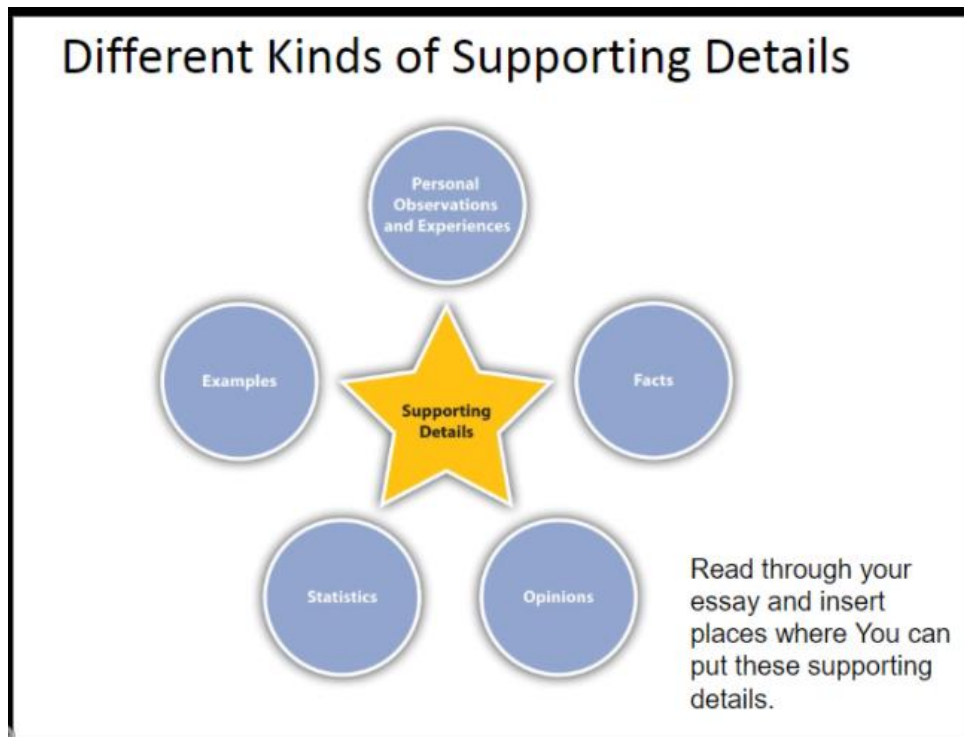 Different Kinds of Supporting Details
Personal
Observations
and Experiences
Examples
Supporting
Details
Facts
Statistics
Opinions
Read through your
essay and insert
places where You can
put these supporting
details.